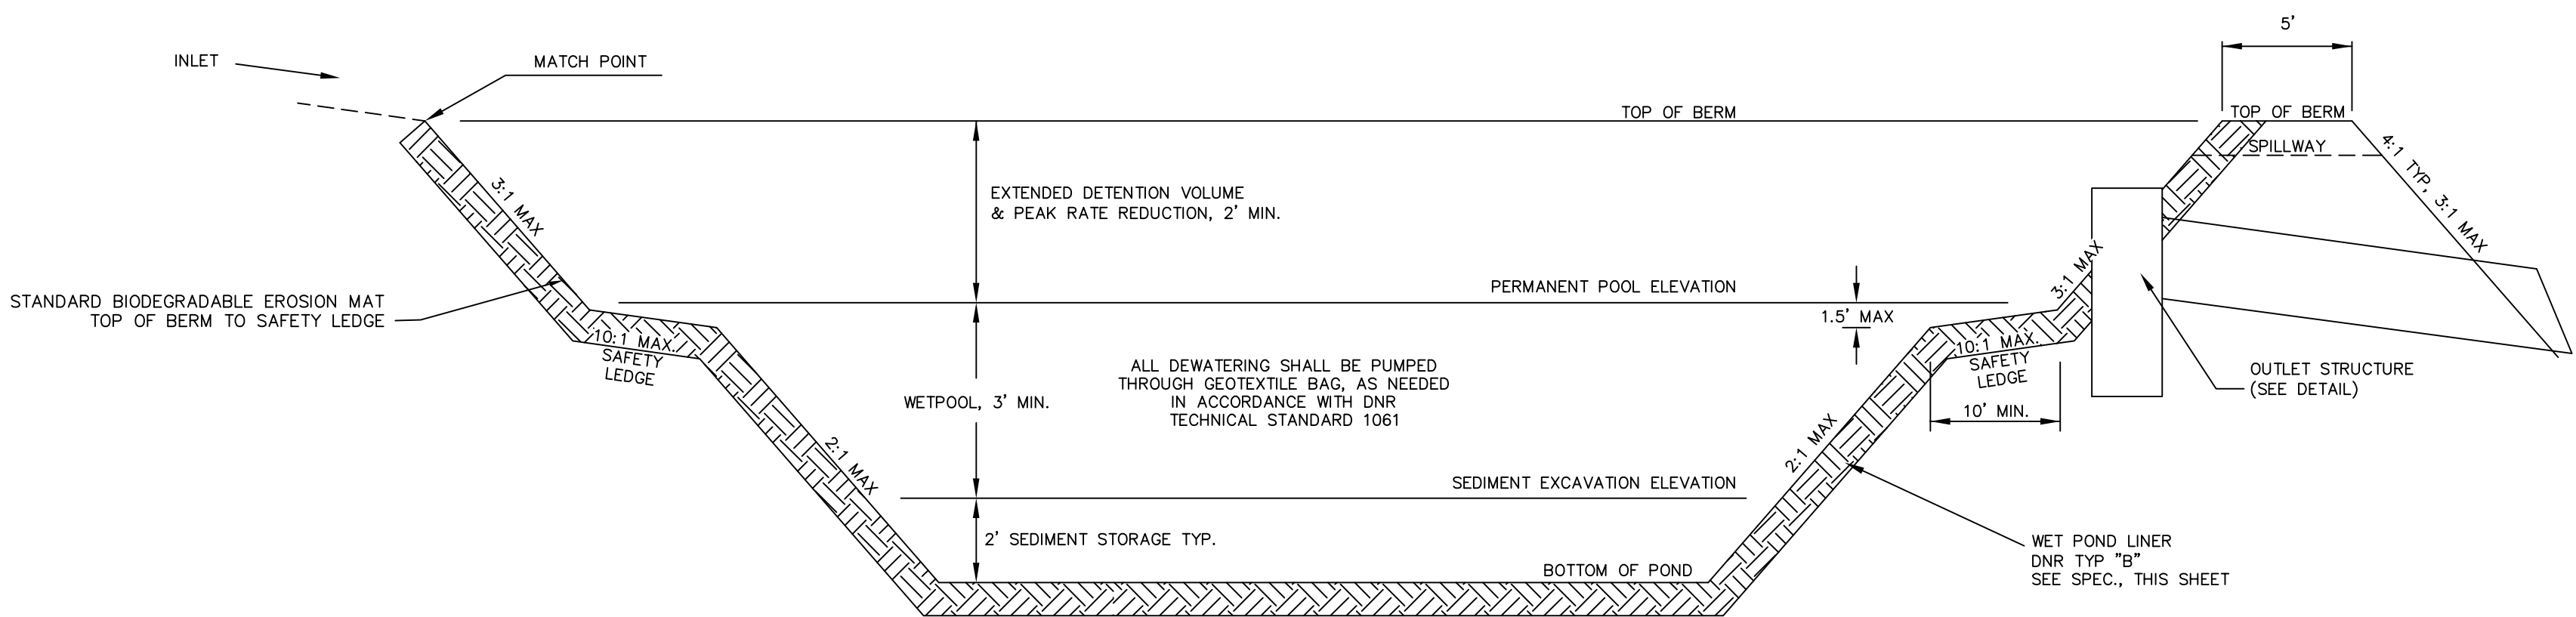 5'
INLET
MATCH POINT
TOP OF BERM
TOP OF BERM
SPILLWAY
4:1 TYP, 3:1 MAX
3:1 MAX
EXTENDED DETENTION VOLUME
& PEAK RATE REDUCTION, 2' MIN.
3:1 MAX
PERMANENT POOL ELEVATION
STANDARD BIODEGRADABLE EROSION MAT
TOP OF BERM TO SAFETY LEDGE
1.5' MAX
10:1 MAX.
SAFETY
LEDGE
10:1 MAX.
SAFETY
LEDGE
ALL DEWATERING SHALL BE PUMPED
THROUGH GEOTEXTILE BAG, AS NEEDED
IN ACCORDANCE WITH DNR
TECHNICAL STANDARD 1061
OUTLET STRUCTURE
(SEE DETAIL)
WETPOOL, 3' MIN.
10' MIN.
2:1 MAX
2:1 MAX
SEDIMENT EXCAVATION ELEVATION
2' SEDIMENT STORAGE TYP.
WET POND LINER
DNR TYP "B"
SEE SPEC., THIS SHEET
BOTTOM OF POND